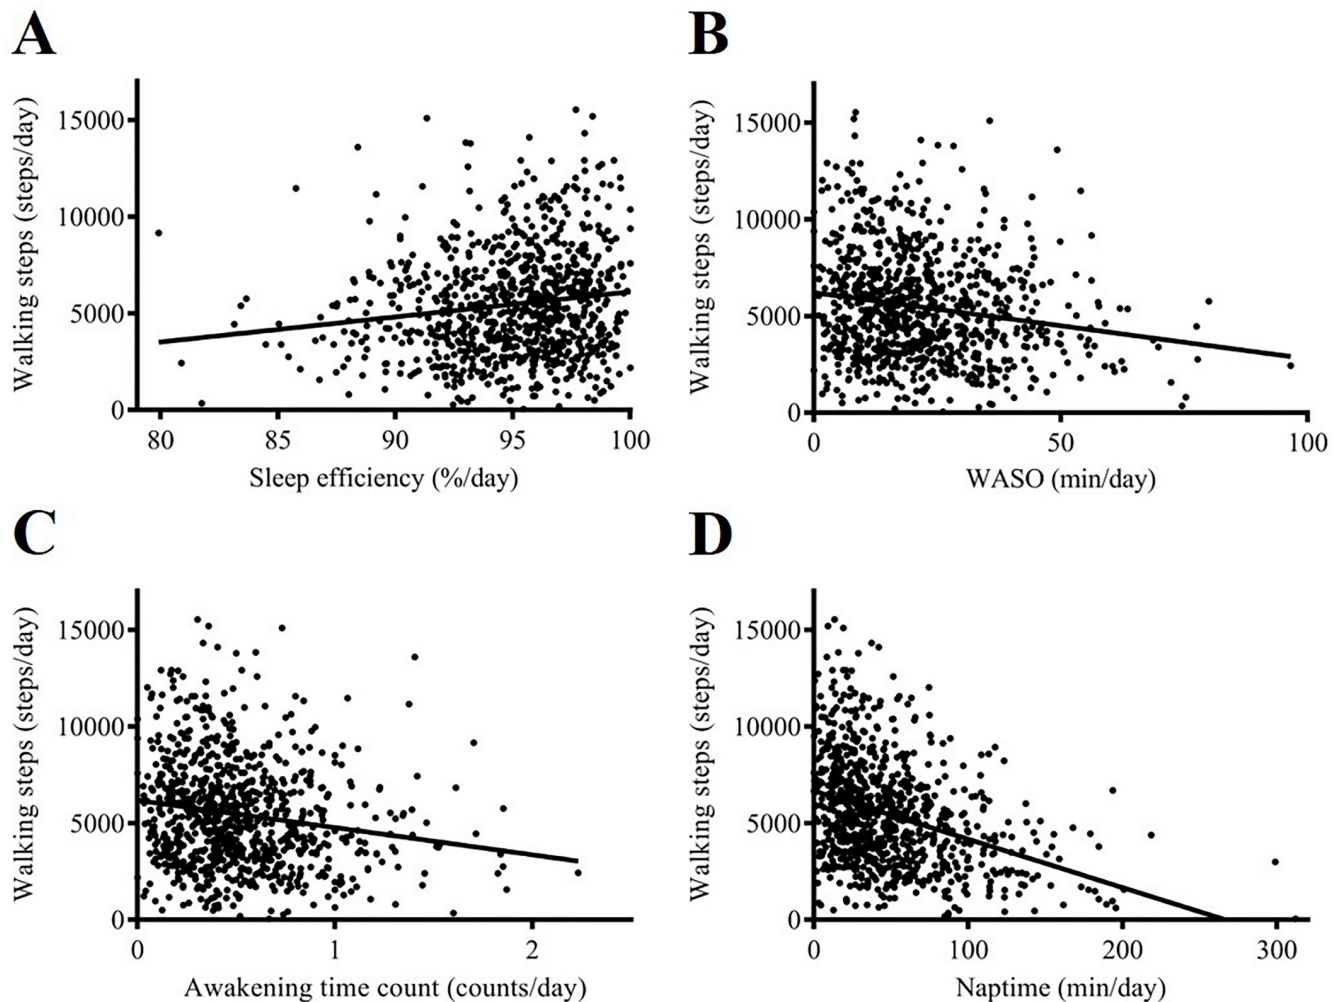 A
Walking steps (steps/day)
15000
10000
5000
0
80 85 90 95 100
Sleep efficiency (%/day)
B
Walking steps (steps/day)
15000
10000
5000
0
0 50 100
WASO (min/day)
C
Walking steps (steps/day)
15000
10000
5000
0
0 1 2
Awakening time count (counts/day)
D
Walking steps (steps/day)
15000
10000
5000
0
0 100 200 300
Naptime (min/day)